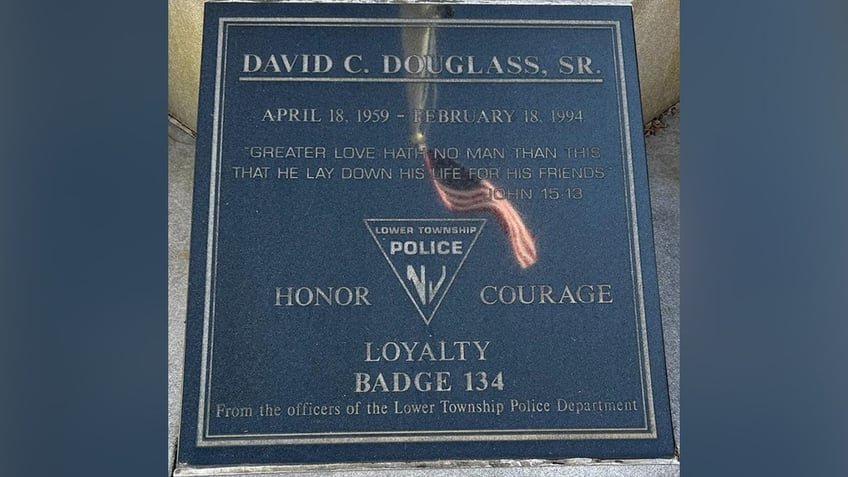 DAVID C. DOUGLASS, SR.
APRIL 18, 1959 - FEBRUARY 18, 1994
"GREATER LOVE HATH NO MAN THAN THIS
THAT HE LAY DOWN HIS LIFE FOR HIS FRIENDS"
JOHN 15:13
LOWER TOWNSHIP
POLICE
NJ
HONOR COURAGE
LOYALTY
BADGE 134
From the officers of the Lower Township Police Department